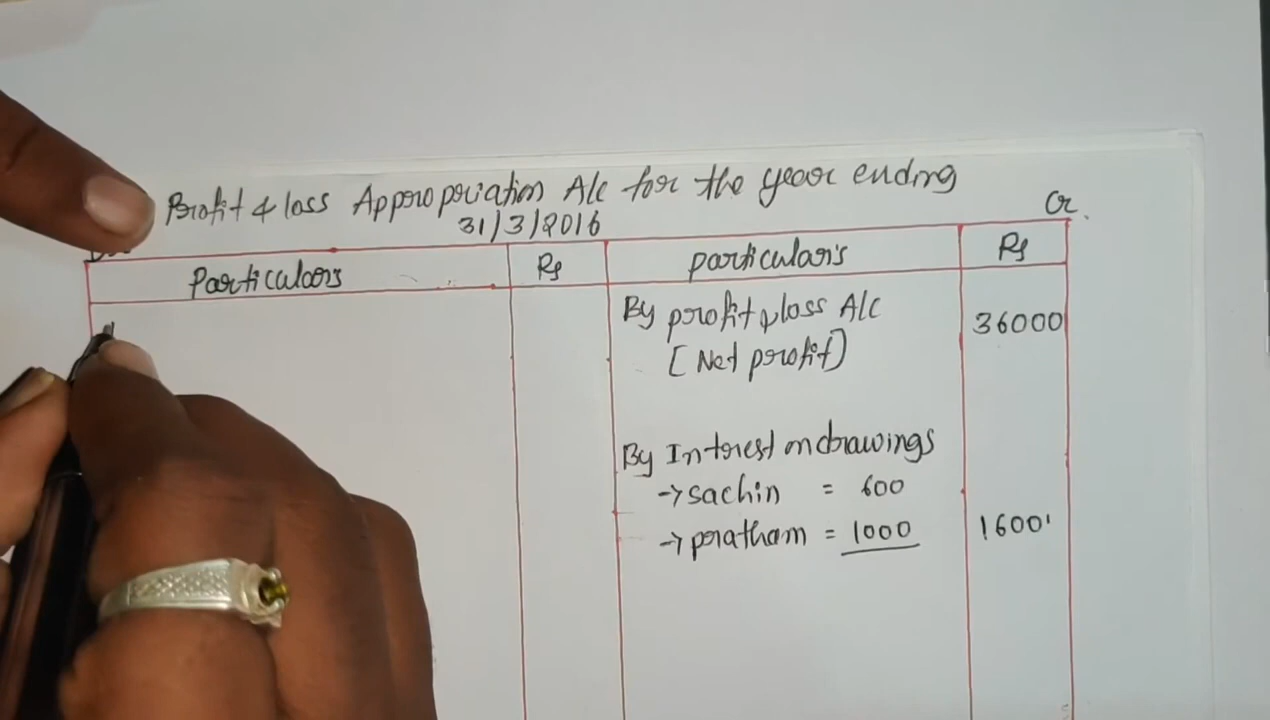 Profit & loss Appropriation A/c for the year ending
31/3/2016
Cr.
Particulars Rs particulars Rs
By profit & loss A/c 36000
[Net profit)
By Interest on drawings
→ sachin = 600
→ pratham = 1000 1600